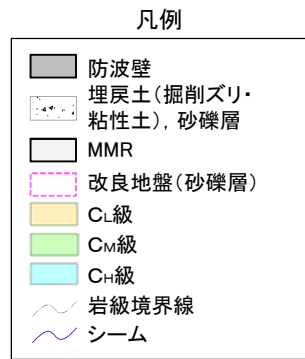 凡例
防波壁
埋戻土(掘削ズリ・
粘性土),砂礫層
MMR
改良地盤(砂礫層)
CL級
CM級
CH級
岩級境界線
シーム